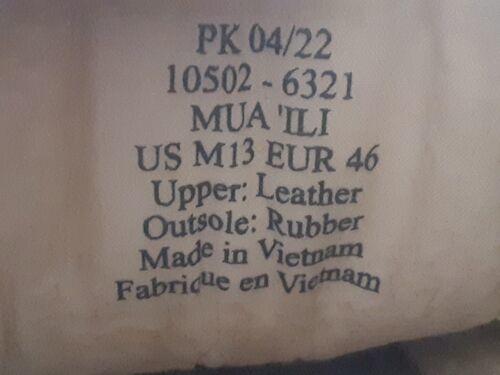 PK 04/22
10502 - 6321
MUA 'ILI
US M13 EUR 46
Upper: Leather
Outsole: Rubber
Made in Vietnam
Fabrique en Vietnam